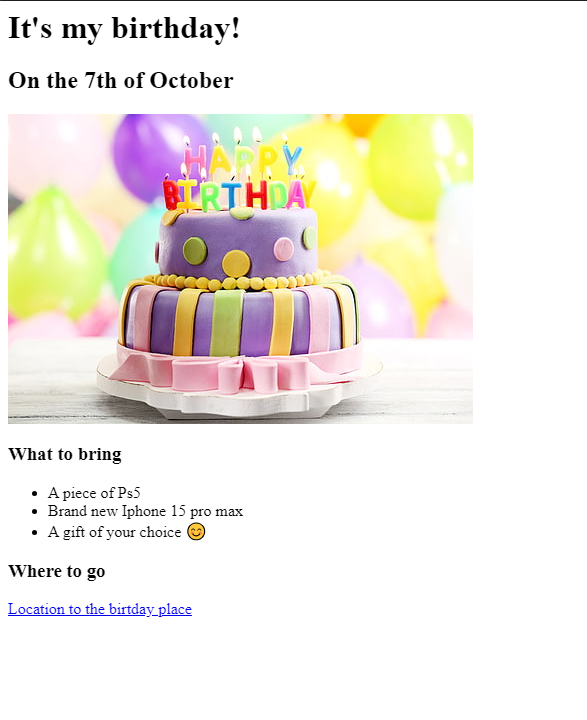 It's my birthday!
On the 7th of October
HAPPY
BIRTHDAY
What to bring
A piece of Ps5
Brand new Iphone 15 pro max
A gift of your choice 😊
Where to go
Location to the birtday place